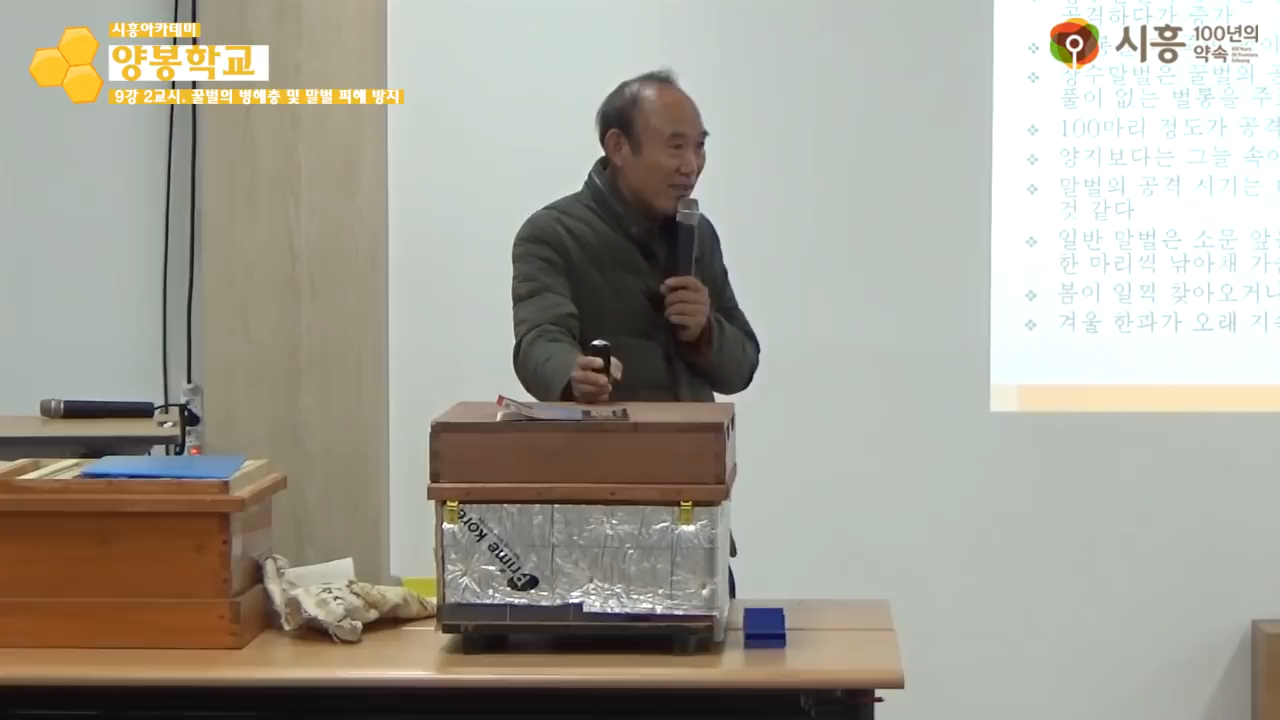 시흥아카데미
양봉학교
9강 2교시. 꿀벌의 병해충 및 말벌 피해 방지
시흥 100년의 약속
공격하다가 증가
장수말벌은 꿀벌의
풀이 없는 벌통을 주로
100마리 정도가 공격
양기보다는 그늘 속이
말벌의 공격 시기는
것 같다
일반 말벌은 소문 앞
한 마리씩 낚아채 가
봄이 일찍 찾아오거나
겨울 한파가 오래 지
Prime kore